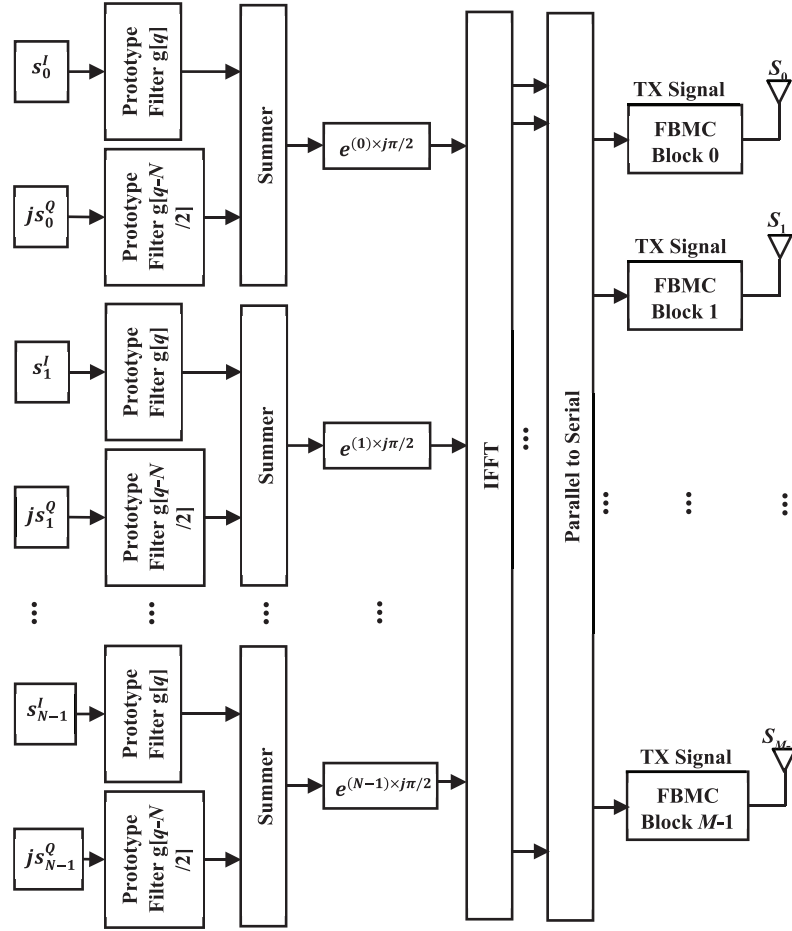 s_0^I
Prototype
Filter g[q]
js_0^Q
Prototype
Filter g[q-N
/2]
Summer
e^{(0)×jπ/2}
s_1^I
Prototype
Filter g[q]
js_1^Q
Prototype
Filter g[q-N
/2]
Summer
e^{(1)×jπ/2}
...
...
...
...
s_{N-1}^I
Prototype
Filter g[q]
js_{N-1}^Q
Prototype
Filter g[q-N
/2]
Summer
e^{(N-1)×jπ/2}
IFFT
...
Parallel to Serial
TX Signal
FBMC
Block 0
S_0
TX Signal
FBMC
Block 1
S_1
...
...
...
TX Signal
FBMC
Block M-1
S_{M-